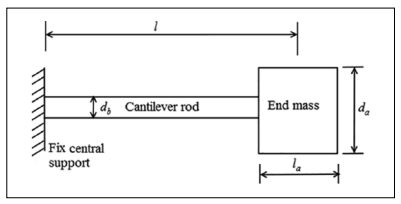 l
d_b Cantilever rod
End mass
d_a
Fix central
support
l_a